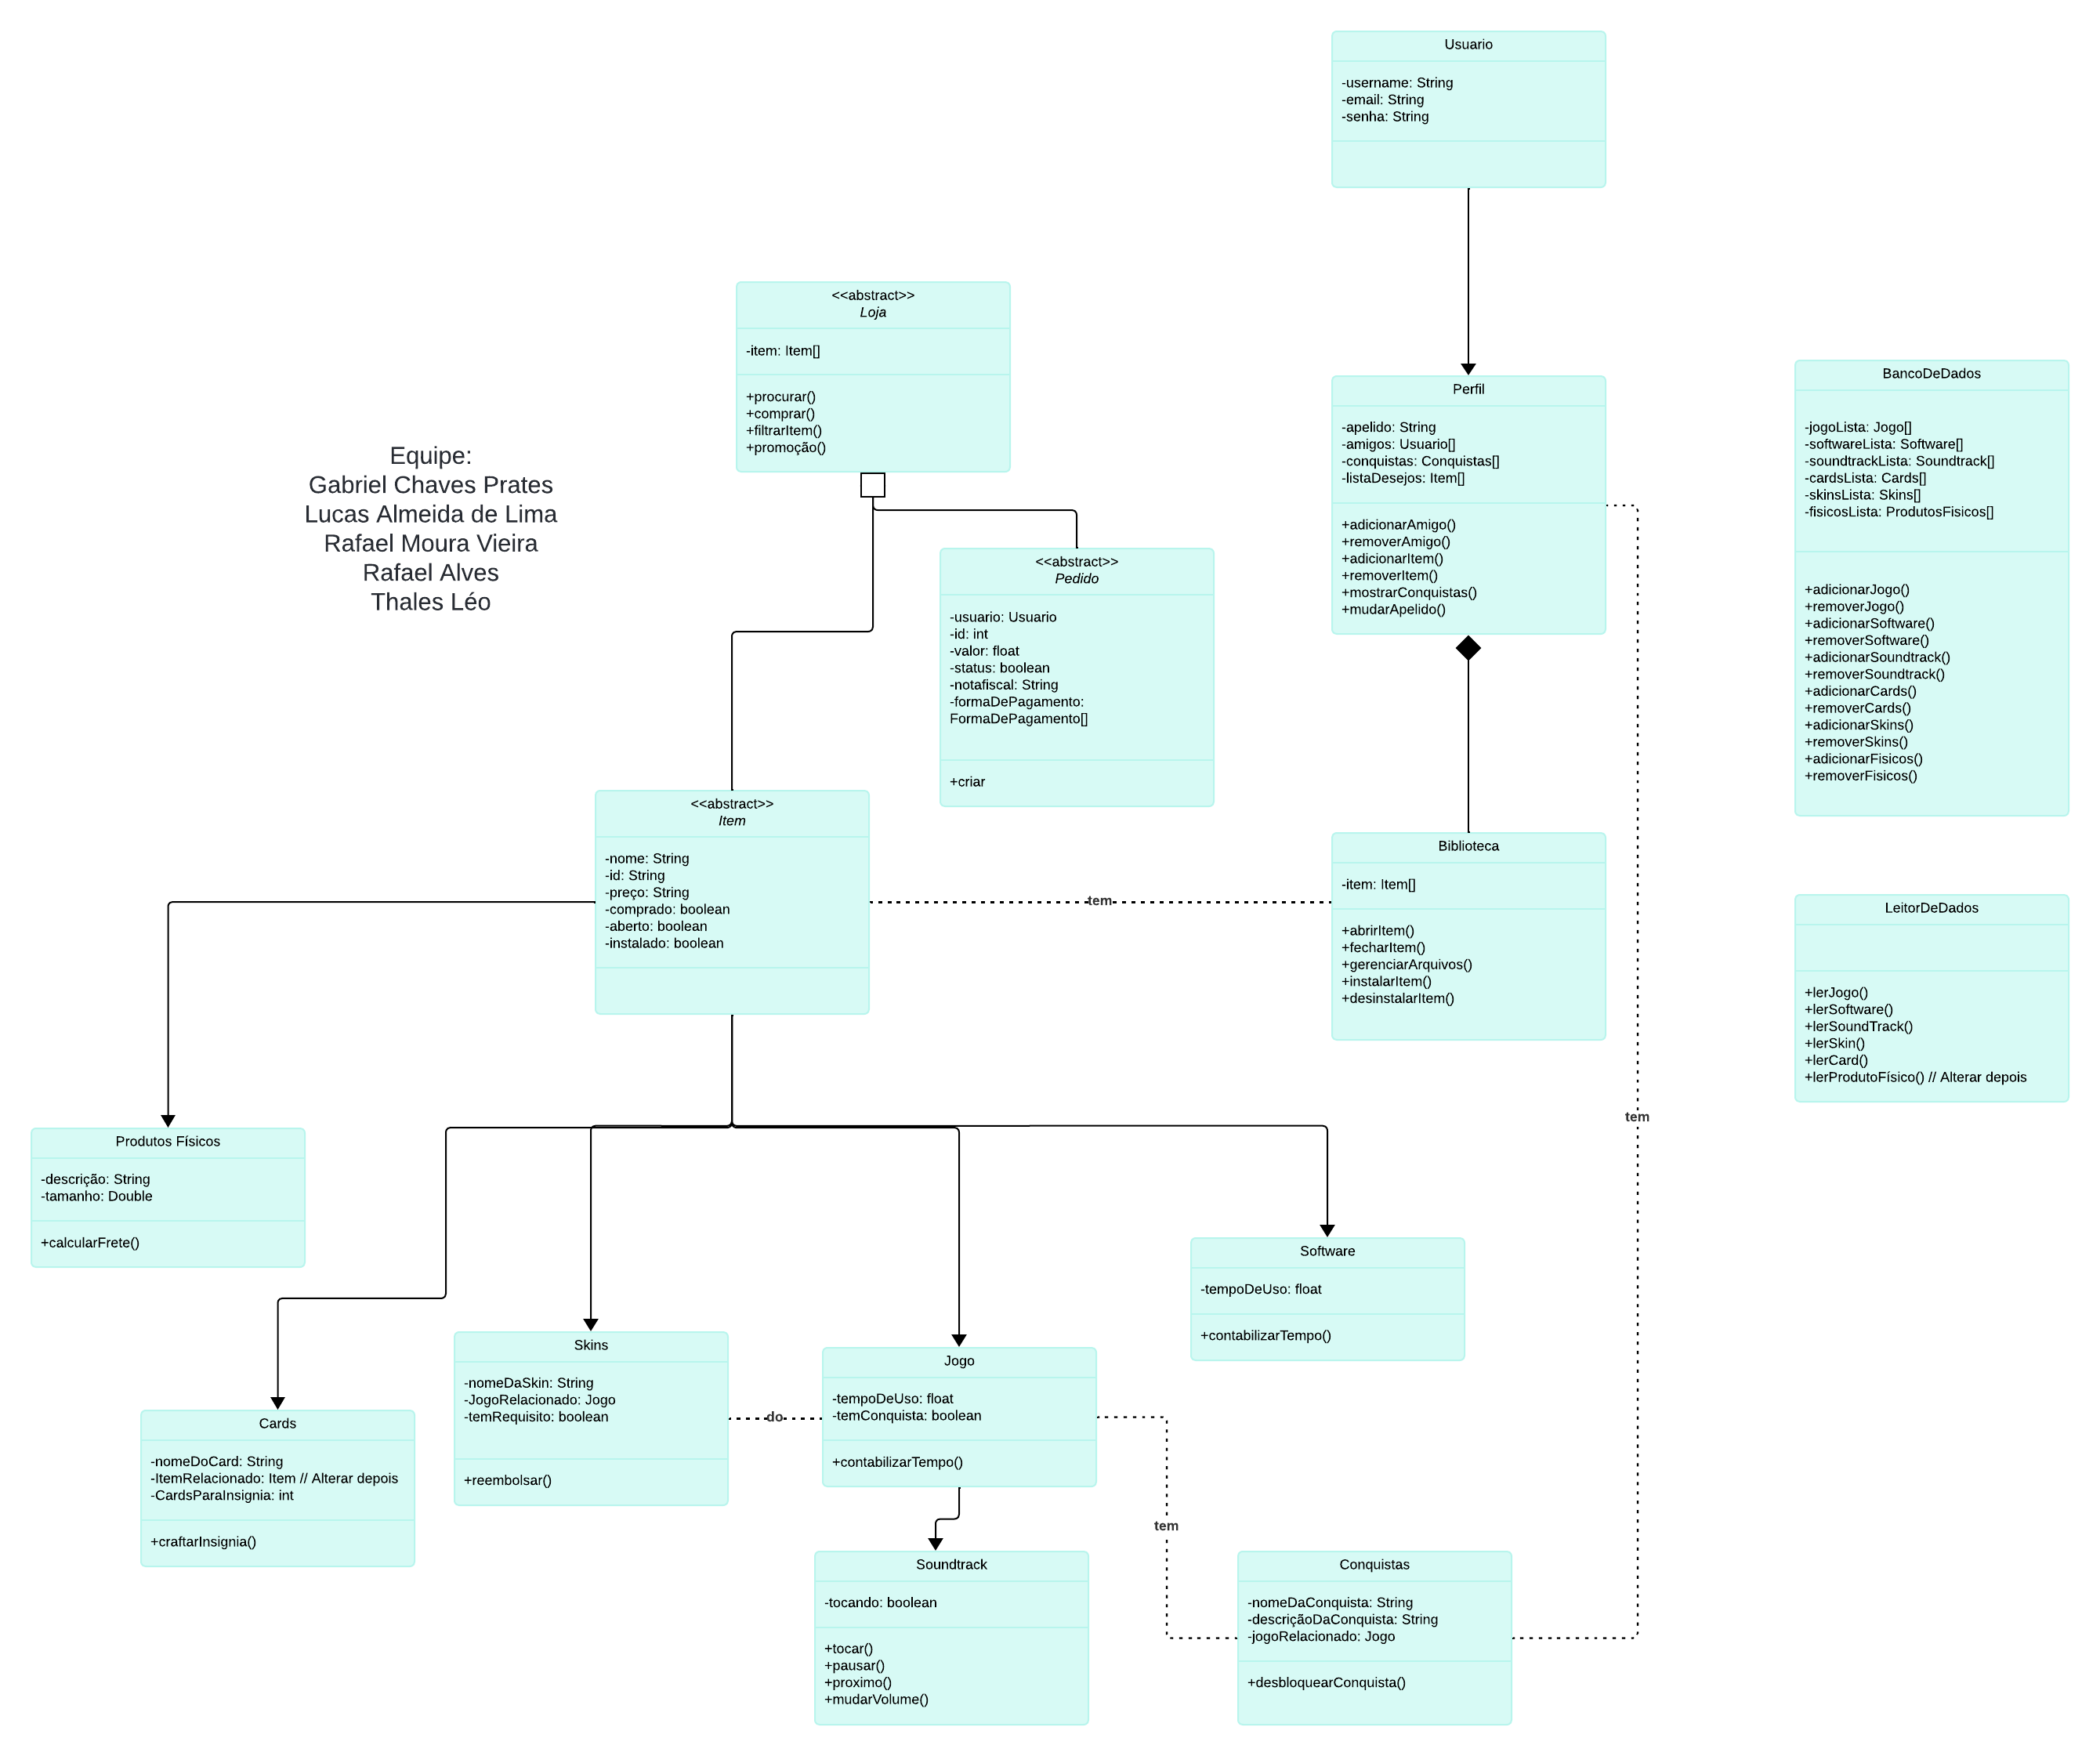 Usuario
-username: String
-email: String
-senha: String
<<abstract>>
Loja
-item: Item[]
+procurar()
+comprar()
+filtrarItem()
+promoção()
Equipe:
Gabriel Chaves Prates
Lucas Almeida de Lima
Rafael Moura Vieira
Rafael Alves
Thales Léo
<<abstract>>
Pedido
-usuario: Usuario
-id: int
-valor: float
-status: boolean
-notafiscal: String
-formaDePagamento:
FormaDePagamento[]
+criar
Perfil
-apelido: String
-amigos: Usuario[]
-conquistas: Conquistas[]
-listaDesejos: Item[]
+adicionarAmigo()
+removerAmigo()
+adicionarItem()
+removerItem()
+mostrarConquistas()
+mudarApelido()
BancoDeDados
-jogoLista: Jogo[]
-softwareLista: Software[]
-soundtrackLista: Soundtrack[]
-cardsLista: Cards[]
-skinsLista: Skins[]
-fisicosLista: ProdutosFisicos[]
+adicionarJogo()
+removerJogo()
+adicionarSoftware()
+removerSoftware()
+adicionarSoundtrack()
+removerSoundtrack()
+adicionarCards()
+removerCards()
+adicionarSkins()
+removerSkins()
+adicionarFisicos()
+removerFisicos()
<<abstract>>
Item
-nome: String
-id: String
-preço: String
-comprado: boolean
-aberto: boolean
-instalado: boolean
tem
Biblioteca
-item: Item[]
+abrirItem()
+fecharItem()
+gerenciarArquivos()
+instalarItem()
+desinstalarItem()
LeitorDeDados
+lerJogo()
+lerSoftware()
+lerSoundTrack()
+lerSkin()
+lerCard()
+lerProdutoFísico() // Alterar depois
tem
Produtos Físicos
-descrição: String
-tamanho: Double
+calcularFrete()
Software
-tempoDeUso: float
+contabilizarTempo()
Cards
-nomeDoCard: String
-ItemRelacionado: Item // Alterar depois
-CardsParaInsignia: int
+craftarInsignia()
Skins
-nomeDaSkin: String
-JogoRelacionado: Jogo
-temRequisito: boolean
+reembolsar()
do
Jogo
-tempoDeUso: float
-temConquista: boolean
+contabilizarTempo()
tem
Soundtrack
-tocando: boolean
+tocar()
+pausar()
+proximo()
+mudarVolume()
Conquistas
-nomeDaConquista: String
-descriçãoDaConquista: String
-jogoRelacionado: Jogo
+desbloquearConquista()